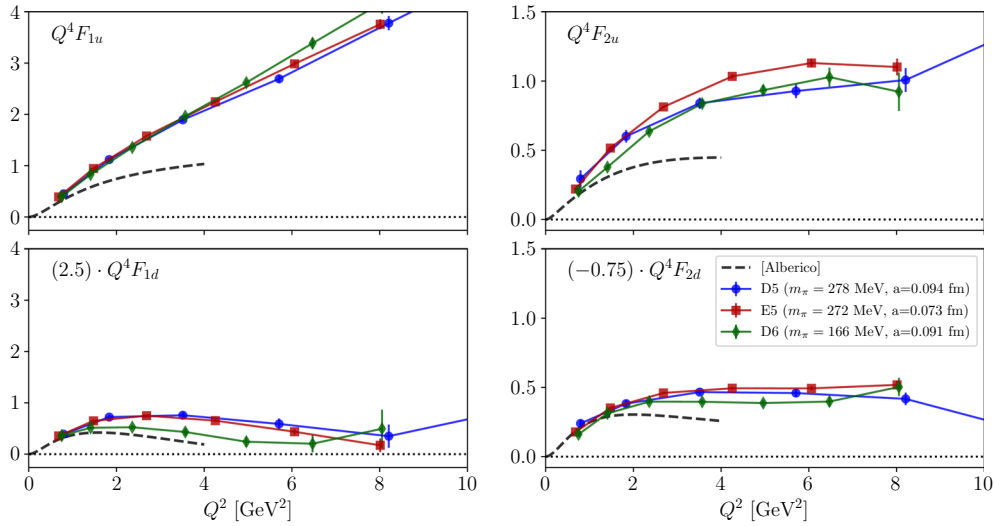 Q⁴F₁ᵤ
4
3
2
1
0
Q⁴F₂ᵤ
1.5
1.0
0.5
0.0
(2.5) · Q⁴F₁d
4
3
2
1
0
0 2 4 6 8 10
Q² [GeV²]
(−0.75) · Q⁴F₂d
[Alberico]
D5 (mπ = 278 MeV, a=0.094 fm)
E5 (mπ = 272 MeV, a=0.073 fm)
D6 (mπ = 166 MeV, a=0.091 fm)
1.5
1.0
0.5
0.0
0 2 4 6 8 10
Q² [GeV²]